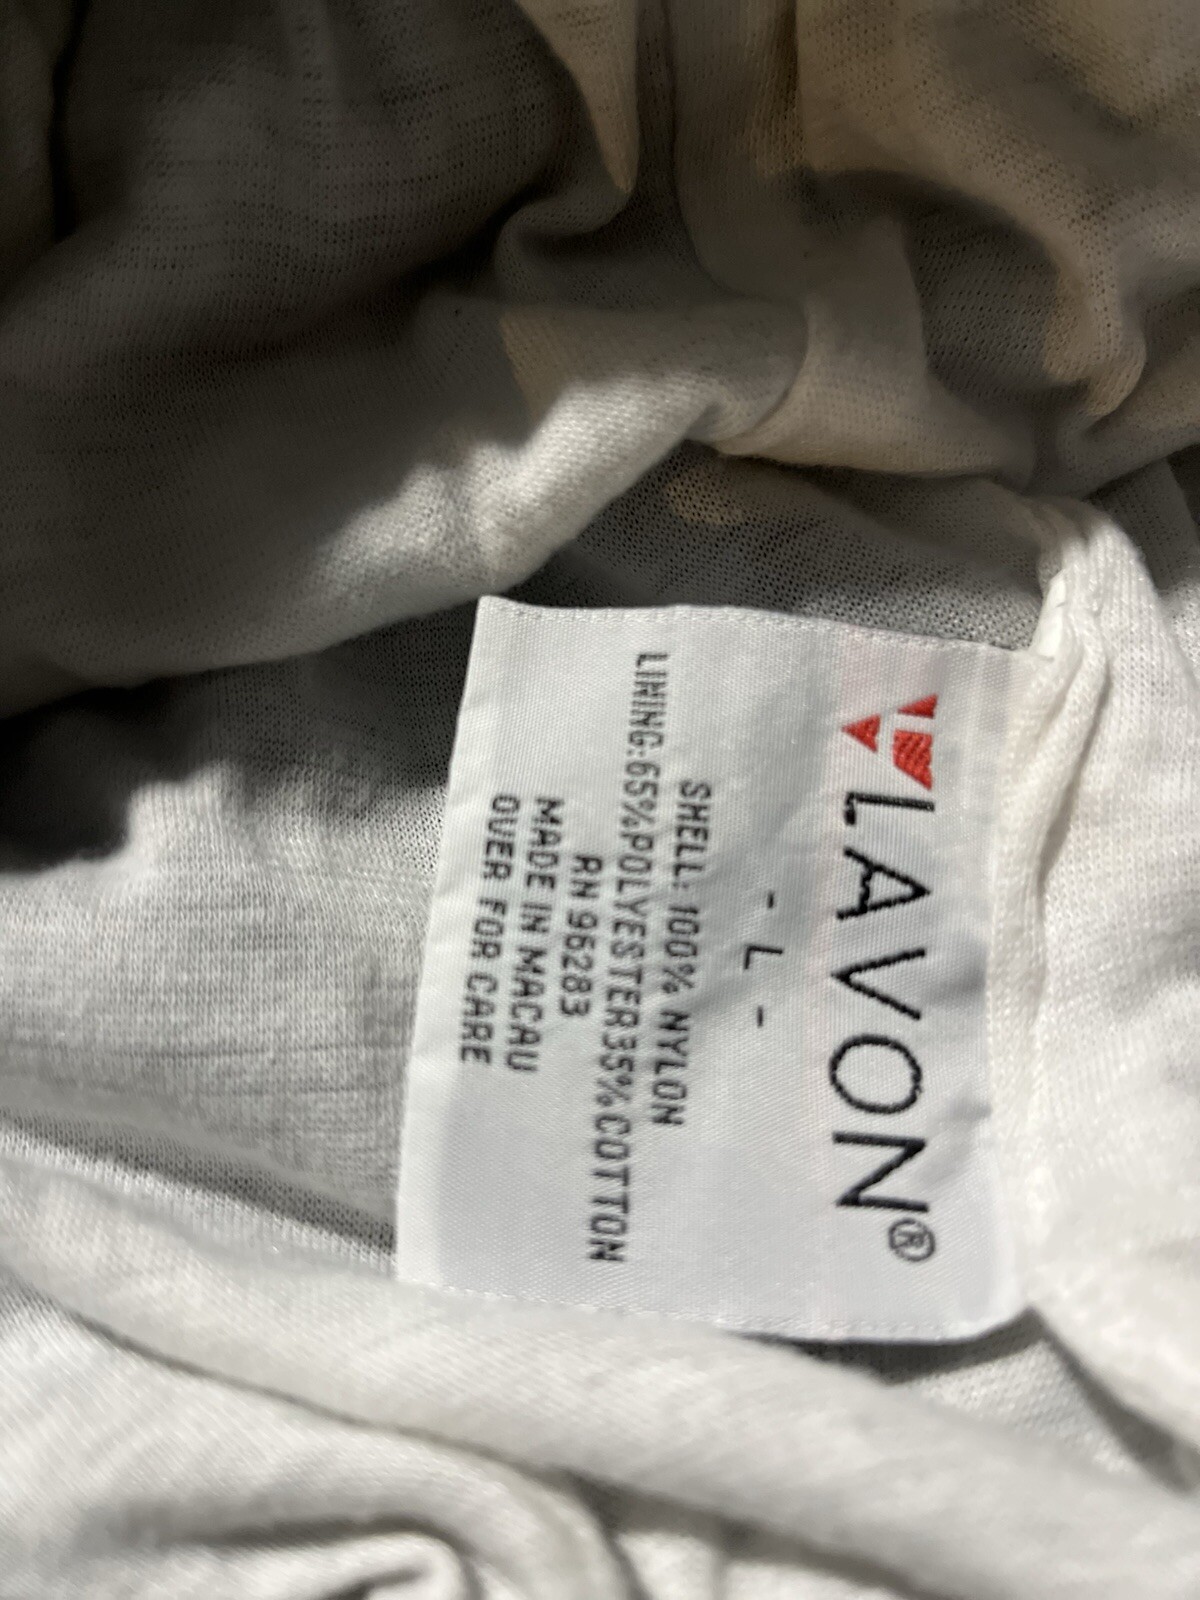 LAVON®
- L -
SHELL: 100% NYLON
LINING:65%POLYESTER35%COTTON
RN 96283
MADE IN MACAU
OVER FOR CARE